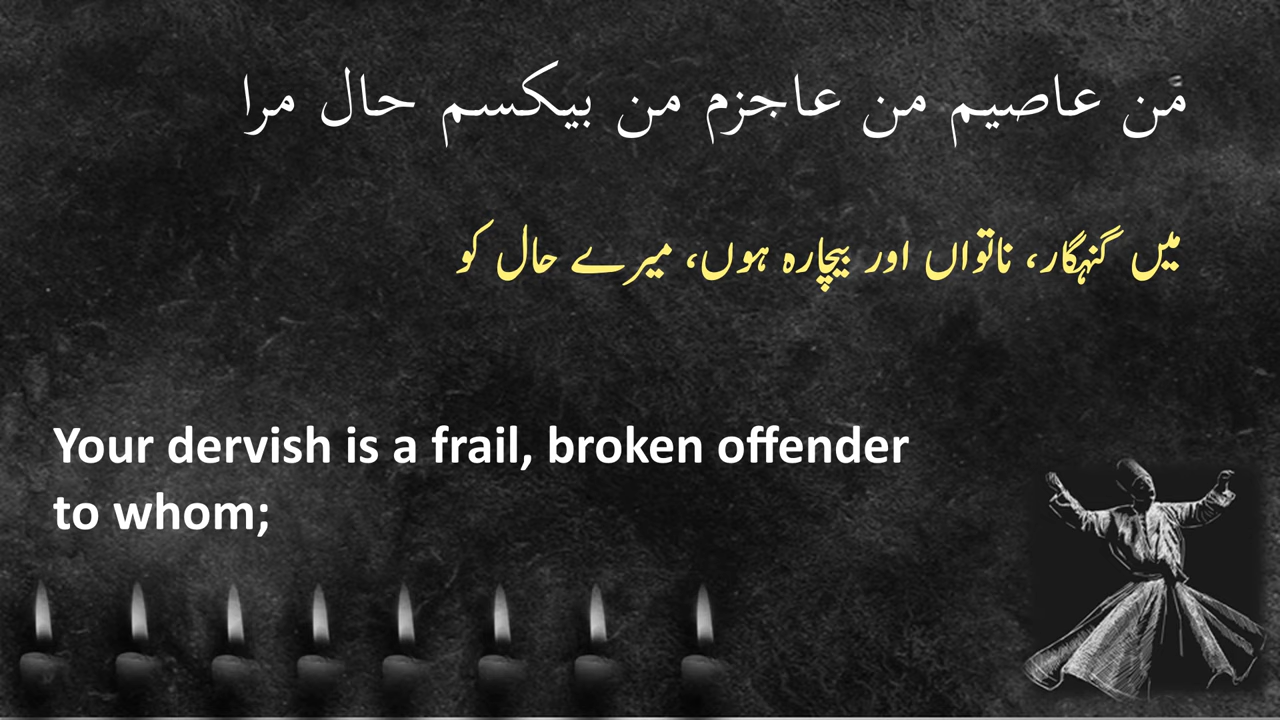 مّن عاصیم من عاجزم من بیکسم حال مرا
میں گنہگار، ناتواں اور بیچارہ ہوں، میرے حال کو
Your dervish is a frail, broken offender
to whom;